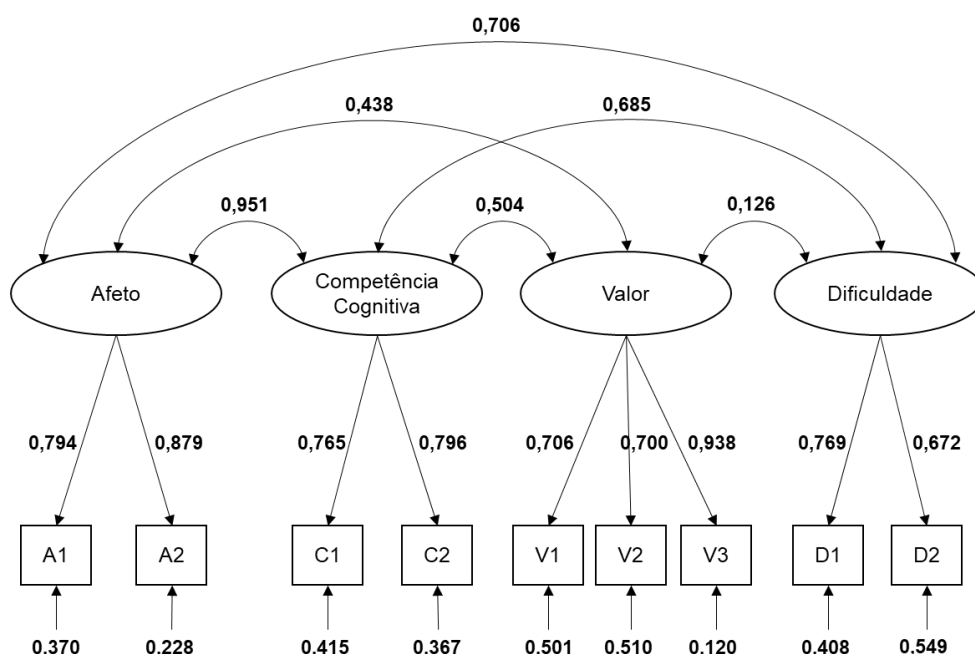 0,706
0,438
0,685
0,951
0,504
0,126
Afeto
Competência
Cognitiva
Valor
Dificuldade
0,794
0,879
0,765
0,796
0,706
0,700
0,938
0,769
0,672
A1
A2
C1
C2
V1
V2
V3
D1
D2
0,370
0,228
0,415
0,367
0,501
0,510
0,120
0,408
0,549